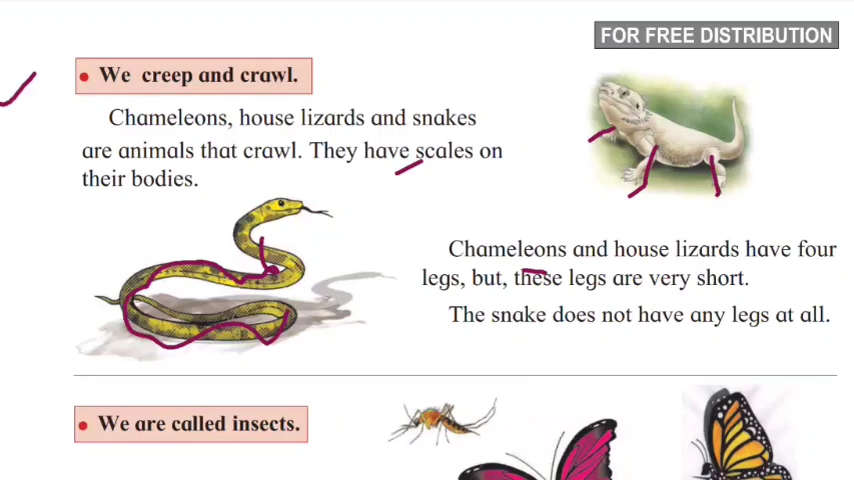 FOR FREE DISTRIBUTION
We creep and crawl.
Chameleons, house lizards and snakes
are animals that crawl. They have scales on
their bodies.
Chameleons and house lizards have four
legs, but, these legs are very short.
The snake does not have any legs at all.
We are called insects.